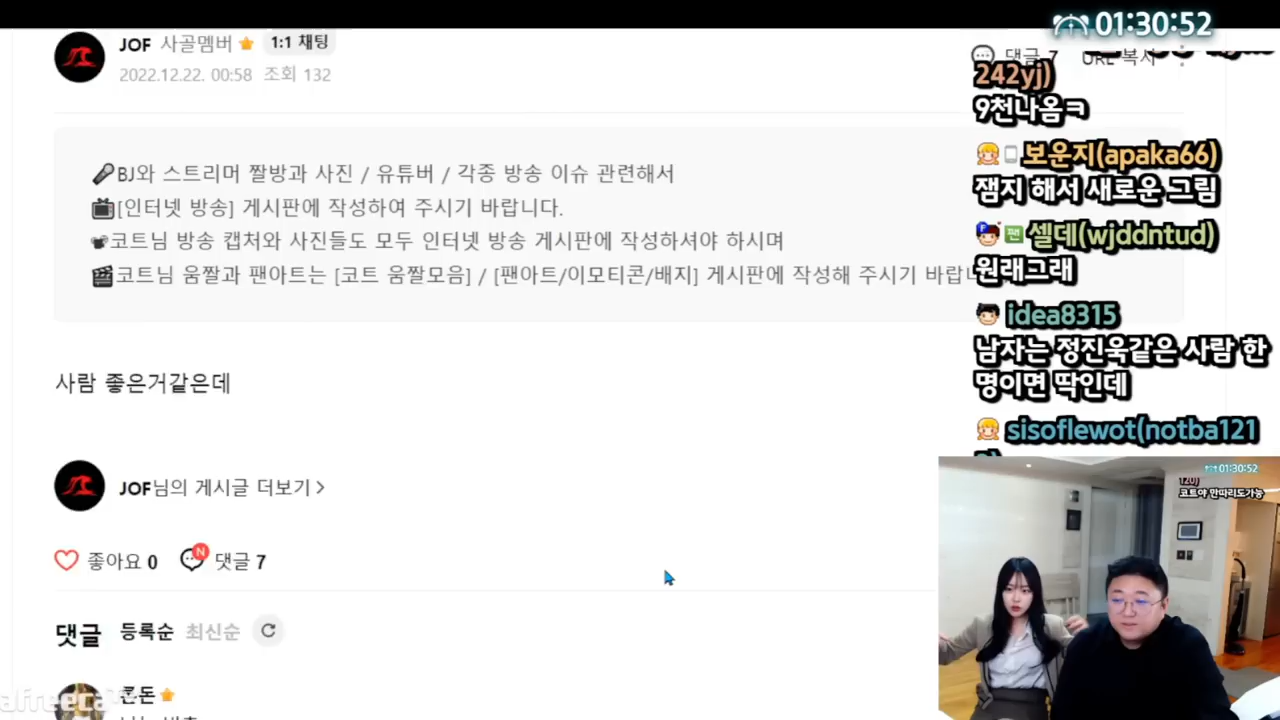 01:30:52
JOF 사골멤버 1:1 채팅
2022.12.22. 00:58 조회 132
댓글 7 URL 복사
🎤BJ와 스트리머 짤방과 사진 / 유튜버 / 각종 방송 이슈 관련해서
[인터넷 방송] 게시판에 작성하여 주시기 바랍니다.
코트님 방송 캡처와 사진들도 모두 인터넷 방송 게시판에 작성하셔야 하시며
코트님 움짤과 팬아트는 [코트 움짤모음] / [팬아트/이모티콘/배지] 게시판에 작성해 주시기 바랍
사람 좋은거같은데
JOF님의 게시글 더보기 >
좋아요 0 댓글 7
댓글 등록순 최신순
afreeca
242yj)
9천나옴ㅋ
보운지(apaka66)
잼지 해서 새로운 그림
팬 셀데(wjddntud)
원래그래
idea8315
남자는 정진욱같은 사람 한
명이면 딱인데
sisoflewot(notba121
01:30:52
코트야 만따리도가능